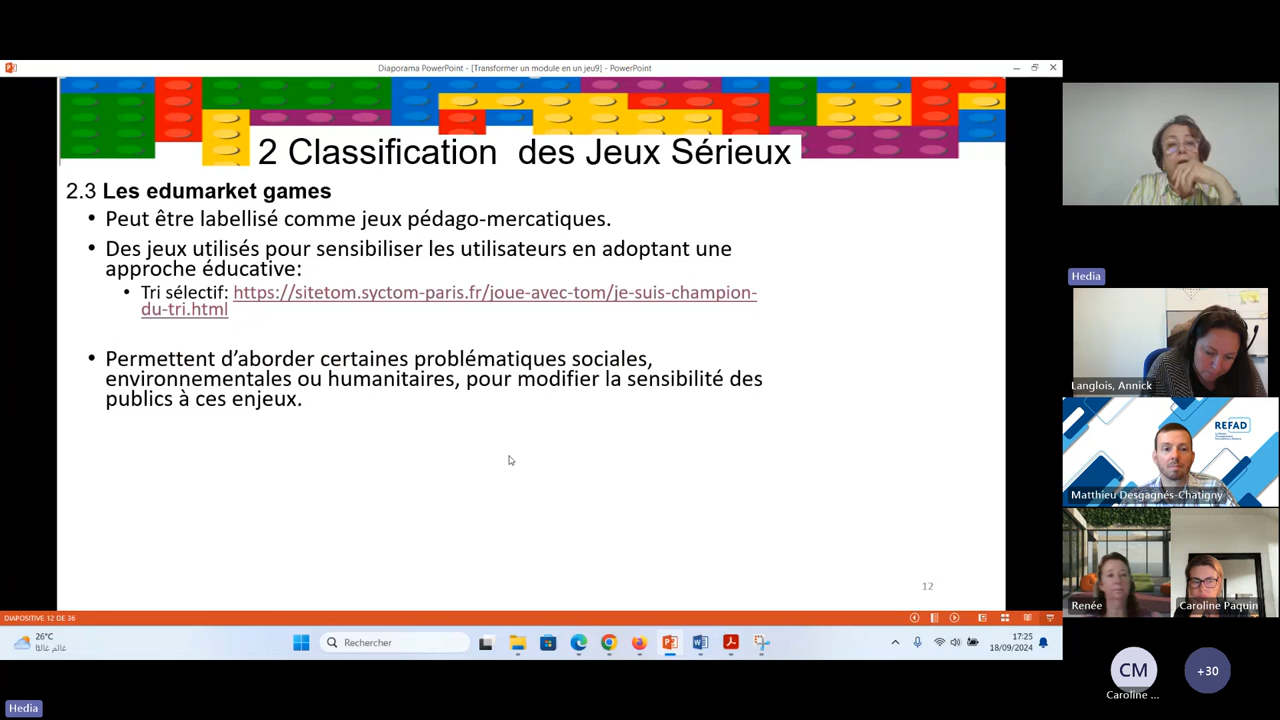 Diaporama PowerPoint - [Transformer un module en un jeu9] - PowerPoint
2 Classification des Jeux Sérieux
2.3 Les edumarket games
• Peut être labellisé comme jeux pédago-mercatiques.
• Des jeux utilisés pour sensibiliser les utilisateurs en adoptant une
approche éducative:
• Tri sélectif: https://sitetom.syctom-paris.fr/joue-avec-tom/je-suis-champion-
du-tri.html
• Permettent d’aborder certaines problématiques sociales,
environnementales ou humanitaires, pour modifier la sensibilité des
publics à ces enjeux.
12
DIAPOSITIVE 12 DE 36
26°C
غائم غالبًا
Rechercher
17:25
18/09/2024
Hedia
Hedia
Langlois, Annick
REFAD
Matthieu Desgagnés-Chatigny
Renée
Caroline Paquin
CM
Caroline ...
+30